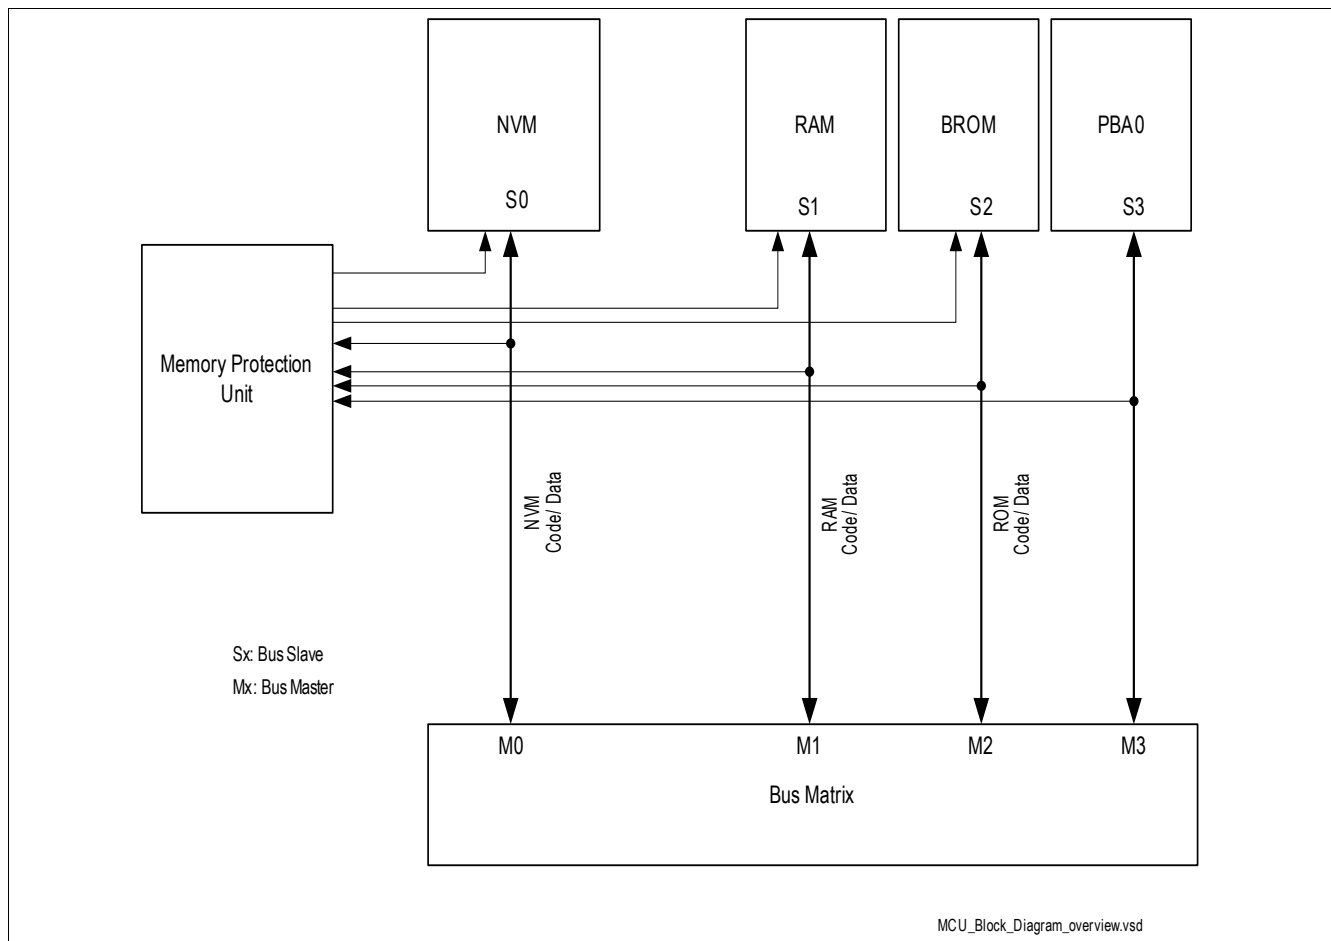 NVM
RAM
BROM
PBA0
S0
S1
S2
S3
Memory Protection
Unit
NVM
Code/ Data
RAM
Code/ Data
ROM
Code/ Data
Sx: Bus Slave
Mx: Bus Master
M0
M1
M2
M3
Bus Matrix
MCU_Block_Diagram_overview.vsd